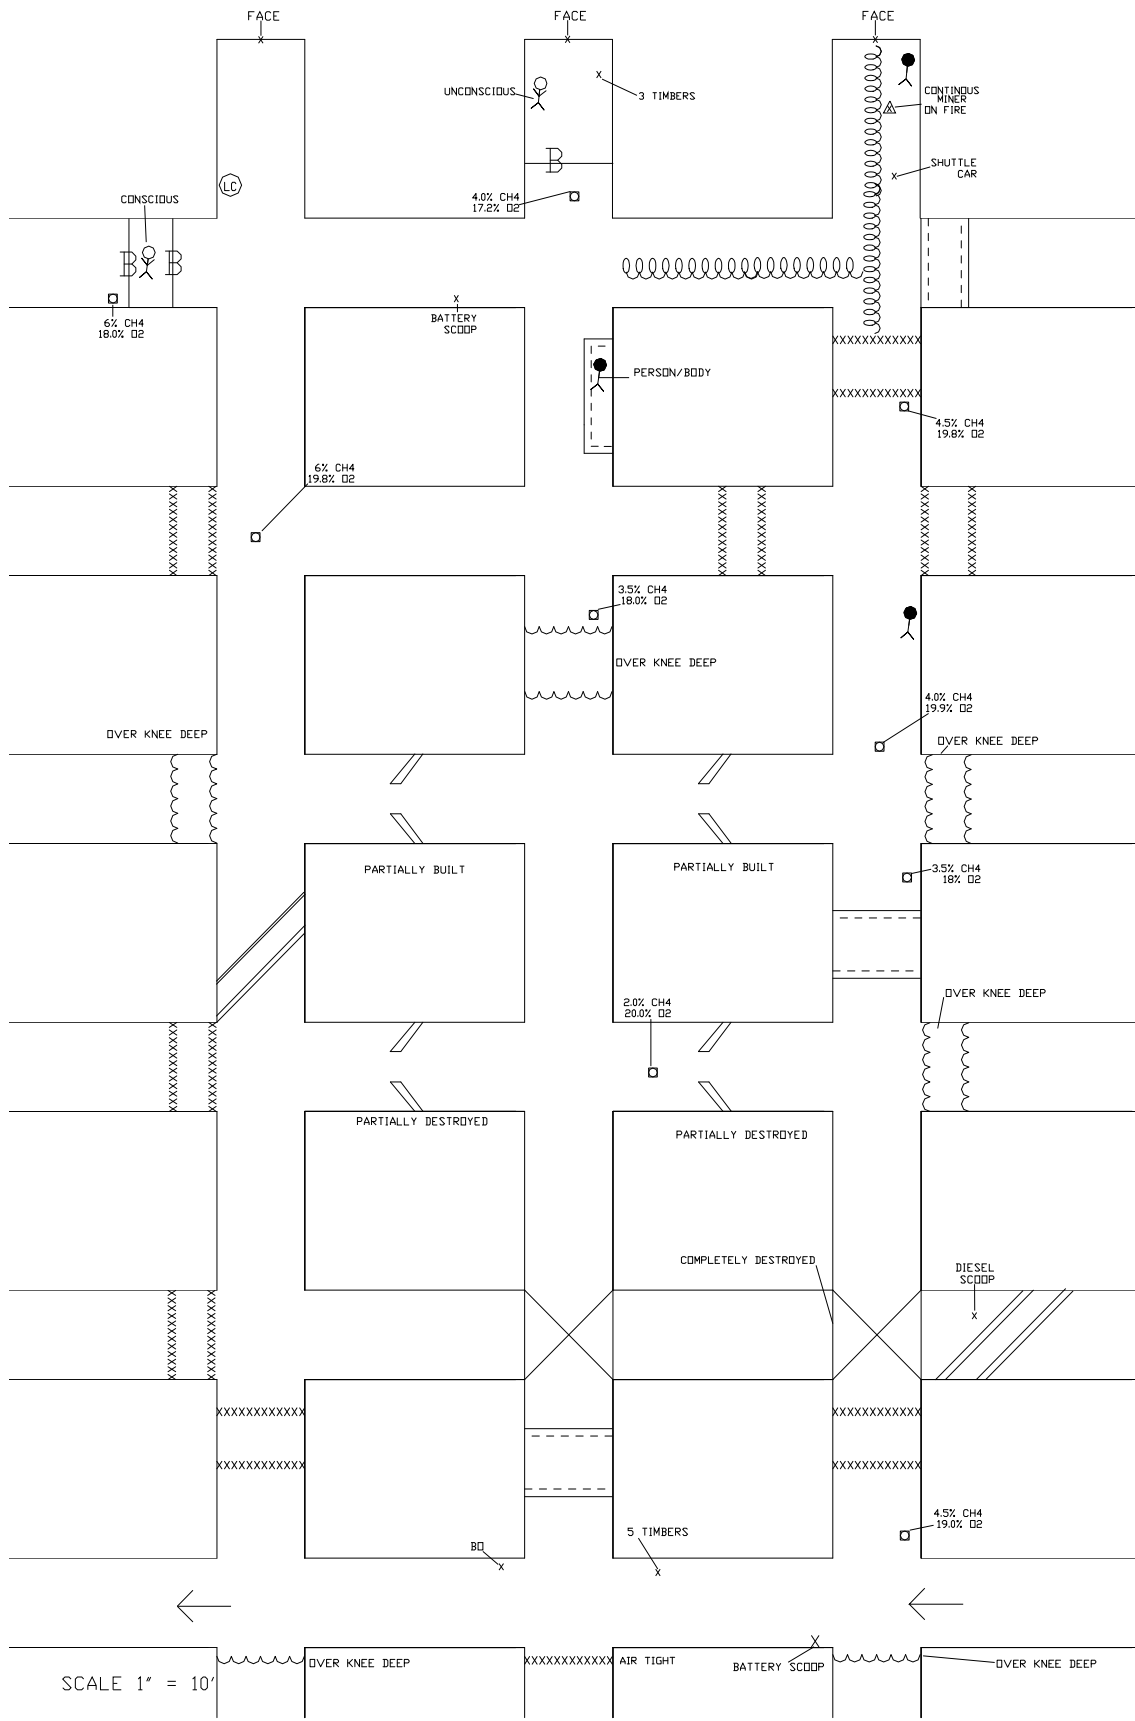 FACE
FACE
FACE
UNCONSCIOUS
3 TIMBERS
CONTINOUS
MINER
ON FIRE
B
SHUTTLE
CAR
LC
CONSCIOUS
4.0% CH4
17.2% O2
B
B
6% CH4
18.0% O2
BATTERY
SCOOP
PERSON/BODY
4.5% CH4
19.8% O2
6% CH4
19.8% O2
3.5% CH4
18.0% O2
OVER KNEE DEEP
4.0% CH4
19.9% O2
OVER KNEE DEEP
OVER KNEE DEEP
PARTIALLY BUILT
PARTIALLY BUILT
3.5% CH4
18% O2
OVER KNEE DEEP
2.0% CH4
20.0% O2
PARTIALLY DESTROYED
PARTIALLY DESTROYED
COMPLETELY DESTROYED
DIESEL
SCOOP
4.5% CH4
19.0% O2
5 TIMBERS
BO
OVER KNEE DEEP
AIR TIGHT
BATTERY SCOOP
OVER KNEE DEEP
SCALE 1" = 10'